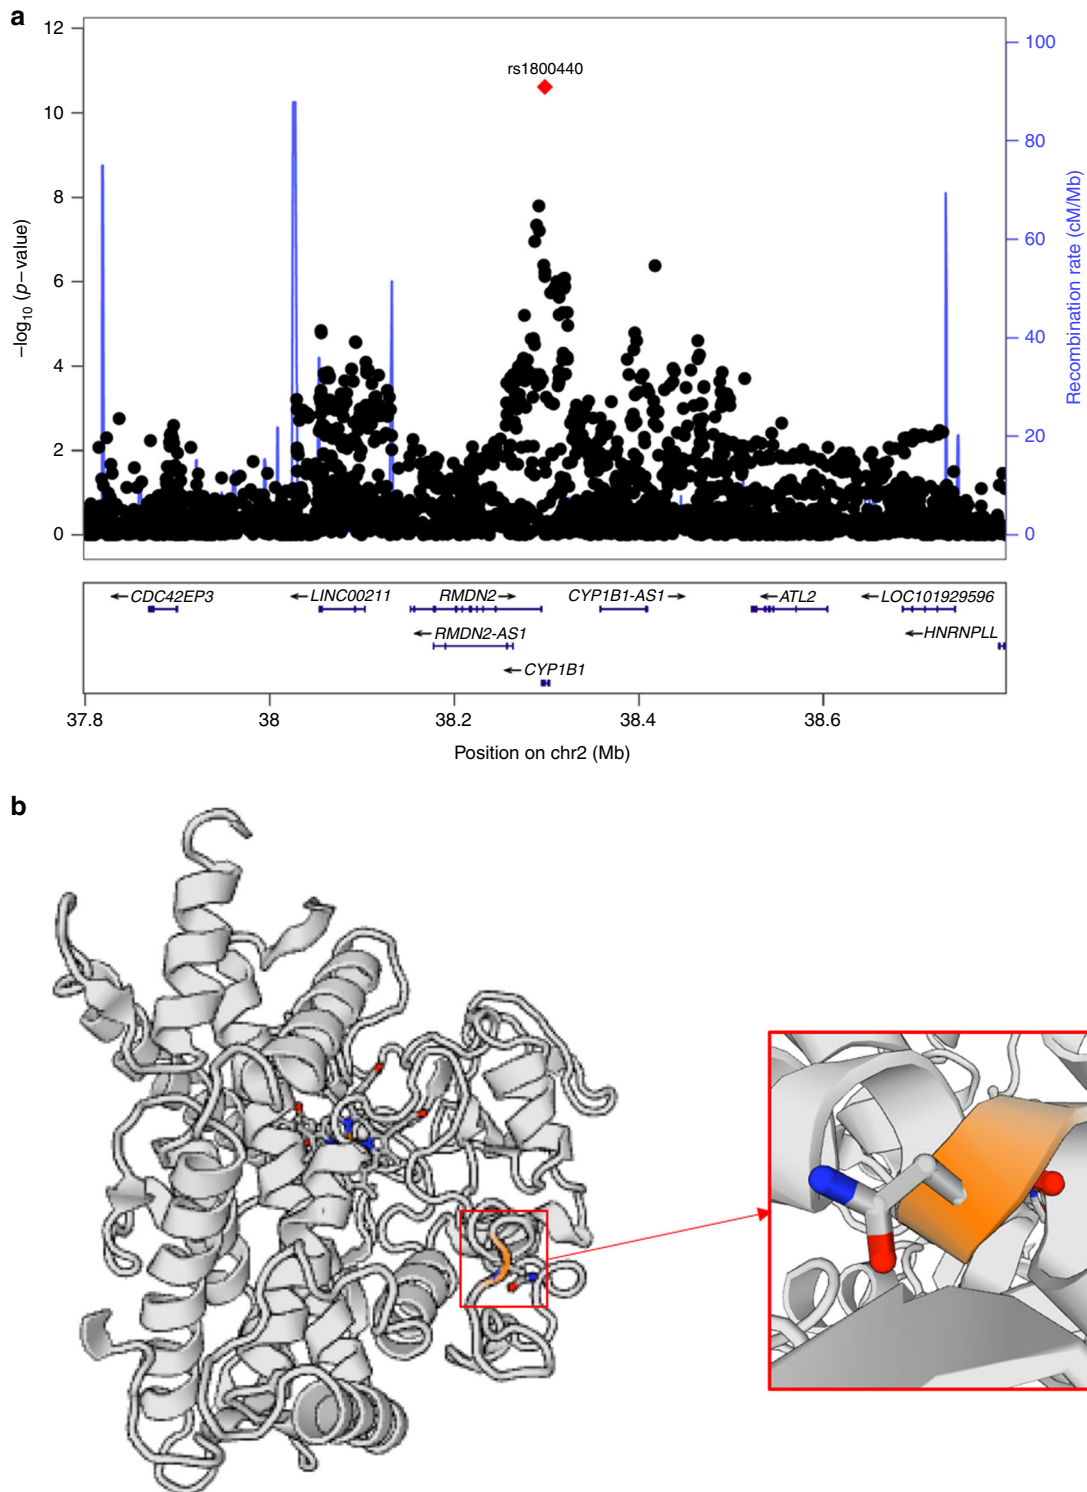 a
rs1800440
12
10
8
6
4
2
0
−log10 (p−value)
100
80
60
40
20
0
Recombination rate (cM/Mb)
←CDC42EP3
←LINC00211
RMDN2→
CYP1B1-AS1→
←ATL2
←LOC101929596
←RMDN2-AS1
←HNRNPLL
←CYP1B1
37.8
38
38.2
38.4
38.6
Position on chr2 (Mb)
b